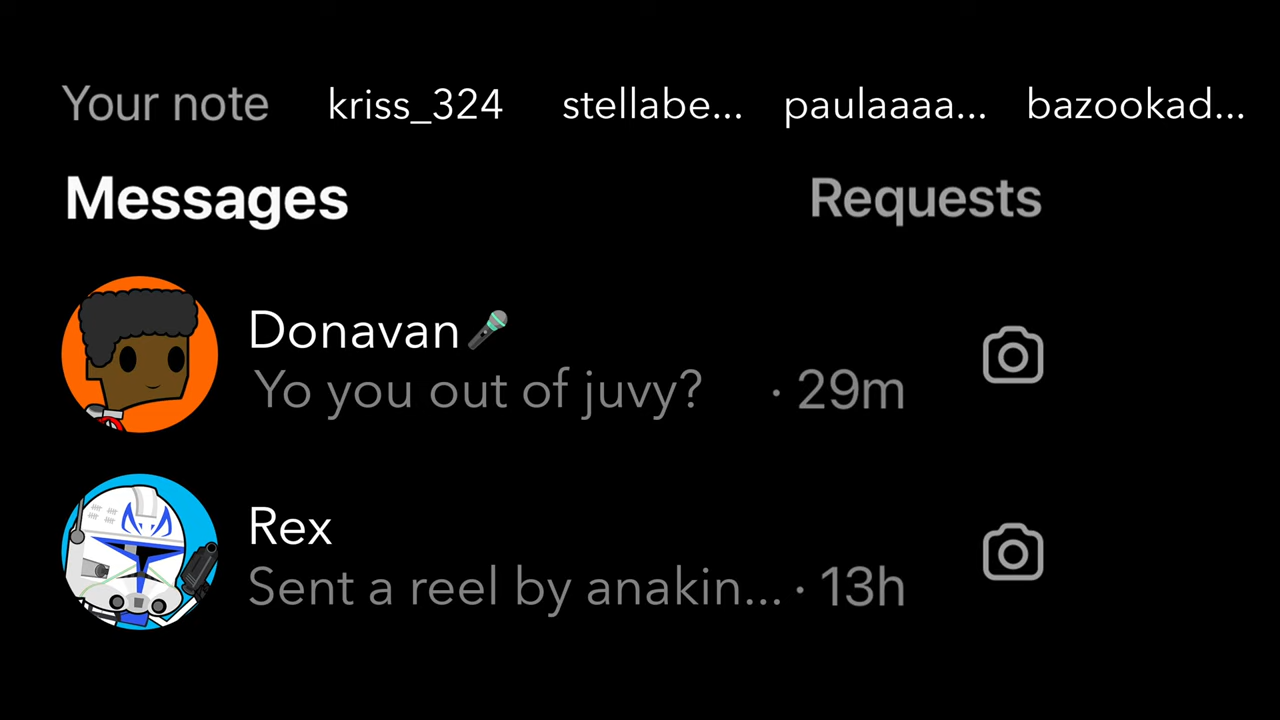 Your note kriss_324 stellabe... paulaaaa... bazookad...
Messages Requests
Donavan🎤
Yo you out of juvy? · 29m
Rex
Sent a reel by anakin... · 13h